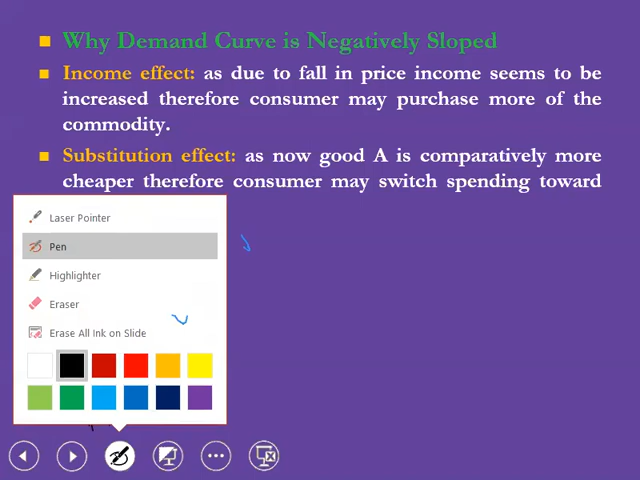 Why Demand Curve is Negatively Sloped
Income effect: as due to fall in price income seems to be
increased therefore consumer may purchase more of the
commodity.
Substitution effect: as now good A is comparatively more
cheaper therefore consumer may switch spending toward
Laser Pointer
Pen
Highlighter
Eraser
Erase All Ink on Slide